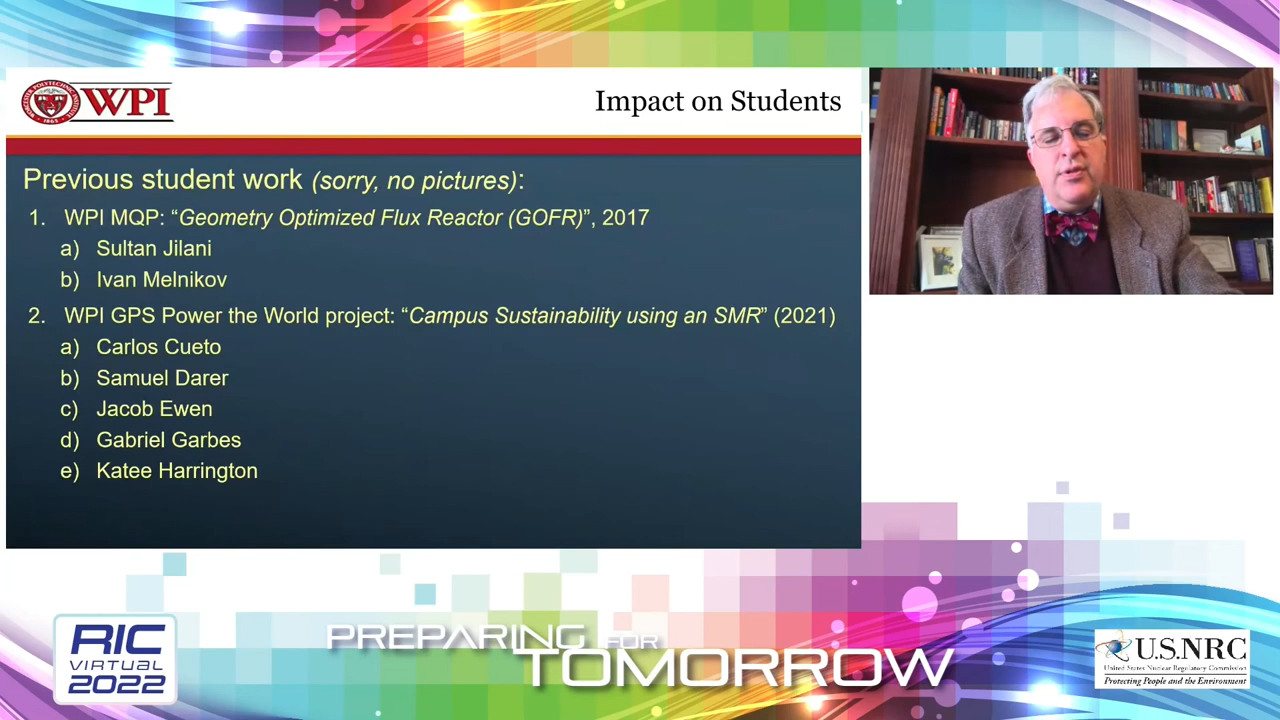 WPI
Impact on Students
Previous student work (sorry, no pictures):
1. WPI MQP: “Geometry Optimized Flux Reactor (GOFR)”, 2017
a) Sultan Jilani
b) Ivan Melnikov
2. WPI GPS Power the World project: “Campus Sustainability using an SMR” (2021)
a) Carlos Cueto
b) Samuel Darer
c) Jacob Ewen
d) Gabriel Garbes
e) Katee Harrington
RIC
VIRTUAL
2022
PREPARING FOR
TOMORROW
U.S.NRC
United States Nuclear Regulatory Commission
Protecting People and the Environment